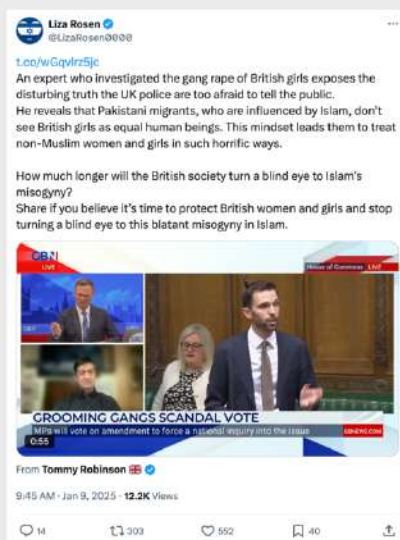 Liza Rosen
@LizaRosen0000
t.co/wGqvlrz5jc
An expert who investigated the gang rape of British girls exposes the
disturbing truth the UK police are too afraid to tell the public.
He reveals that Pakistani migrants, who are influenced by Islam, don't
see British girls as equal human beings. This mindset leads them to treat
non-Muslim women and girls in such horrific ways.
How much longer will the British society turn a blind eye to Islam's
misogyny?
Share if you believe it's time to protect British women and girls and stop
turning a blind eye to this blatant misogyny in Islam.
GBN
LIVE
House of Commons LIVE
GROOMING GANGS SCANDAL VOTE
MPs will vote on amendment to force a national inquiry into the issue
GBNEWS.COM
0:55
From Tommy Robinson
9:45 AM · Jan 9, 2025 · 12.2K Views
14
303
552
40